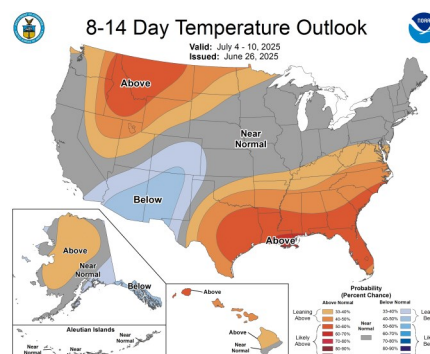 8-14 Day Temperature Outlook
Valid: July 4 - 10, 2025
Issued: June 26, 2025
NOAA
Above
Near
Normal
Below
Above
Above
Near
Normal
Below
Aleutian Islands
Near
Normal
Near
Above
Above
Near
Normal
Probability
(Percent Chance)
Above Normal
Below Normal
Leaning
Above
Likely
Above
Near
Normal
33-40%
40-50%
50-60%
60-70%
70-80%
80-90%
33-40%
40-50%
50-60%
60-70%
70-80%
80-90%